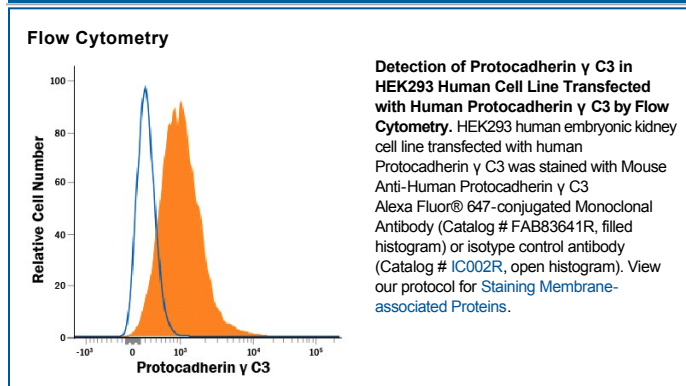 Flow Cytometry
100
80
60
40
20
0
Relative Cell Number
-10³
0
10³
10⁴
10⁵
Protocadherin γ C3
Detection of Protocadherin γ C3 in
HEK293 Human Cell Line Transfected
with Human Protocadherin γ C3 by Flow
Cytometry. HEK293 human embryonic kidney
cell line transfected with human
Protocadherin γ C3 was stained with Mouse
Anti-Human Protocadherin γ C3
Alexa Fluor® 647-conjugated Monoclonal
Antibody (Catalog # FAB83641R, filled
histogram) or isotype control antibody
(Catalog # IC002R, open histogram). View
our protocol for Staining Membrane-
associated Proteins.